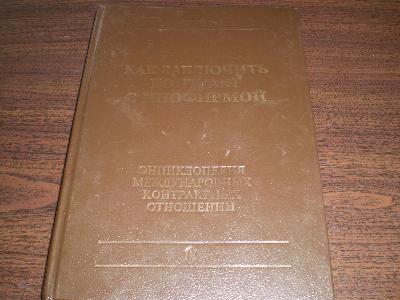 КАК ЗАКЛЮЧИТЬ
КОНТРАКТ
С ИНОФИРМОЙ
ЭНЦИКЛОПЕДИЯ
МЕЖДУНАРОДНЫХ
КОНТРАКТНЫХ
ОТНОШЕНИЙ